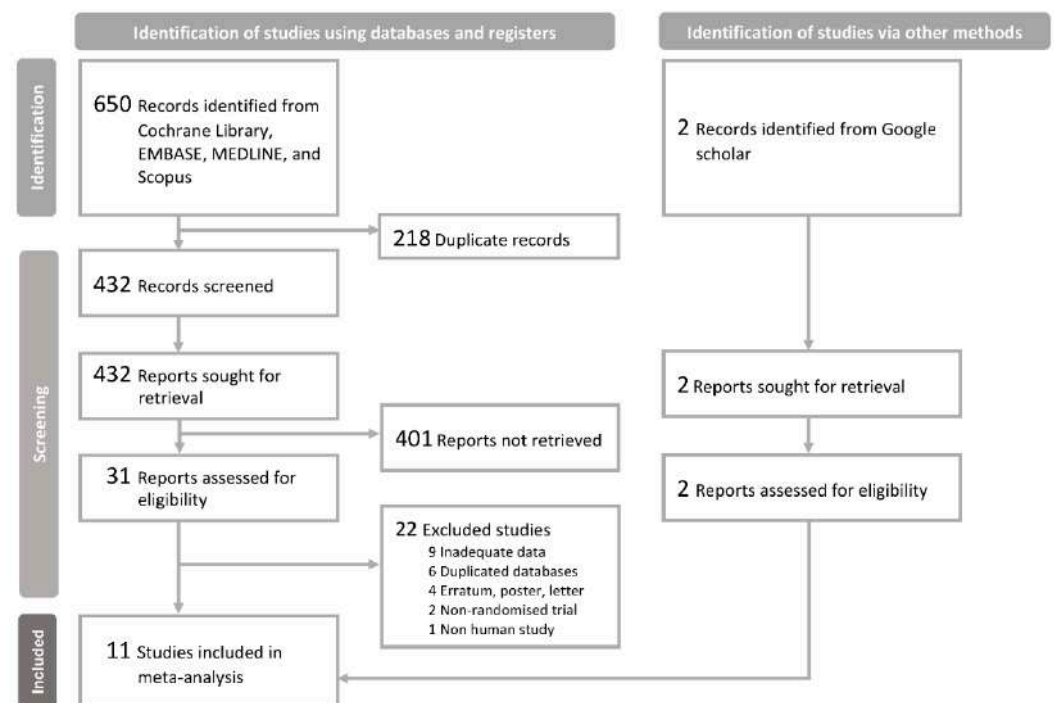 Identification of studies using databases and registers
Identification of studies via other methods
Identification
650 Records identified from
Cochrane Library,
EMBASE, MEDLINE, and
Scopus
2 Records identified from Google
scholar
218 Duplicate records
Screening
432 Records screened
432 Reports sought for
retrieval
2 Reports sought for retrieval
401 Reports not retrieved
31 Reports assessed for
eligibility
2 Reports assessed for eligibility
22 Excluded studies
9 Inadequate data
6 Duplicated databases
4 Erratum, poster, letter
2 Non-randomised trial
1 Non human study
Included
11 Studies included in
meta-analysis